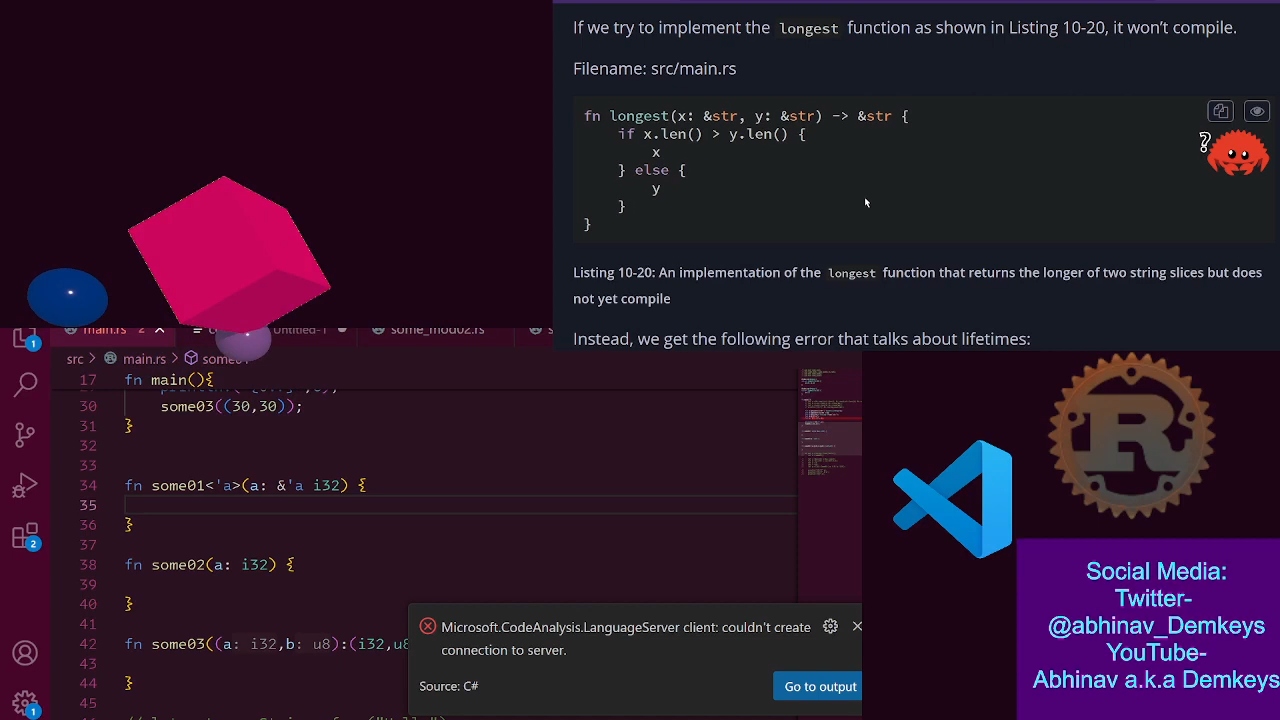 If we try to implement the longest function as shown in Listing 10-20, it won't compile.
Filename: src/main.rs
fn longest(x: &str, y: &str) -> &str {
if x.len() > y.len() {
x
} else {
y
}
}
?
Listing 10-20: An implementation of the longest function that returns the longer of two string slices but does
not yet compile
Instead, we get the following error that talks about lifetimes:
main.rs 2 Untitled-1 some_mod02.rs
src > main.rs >
17 fn main(){
30 some03((30,30));
31 }
32
33
34 fn some01<'a>(a: &'a i32) {
35
36 }
37
38 fn some02(a: i32) {
39
40 }
41
42 fn some03((a: i32,b: u8):(i32,u8
43
44 }
45
1
2
1
Microsoft.CodeAnalysis.LanguageServer client: couldn't create
connection to server.
Source: C#
Go to output
R
Social Media:
Twitter-
@abhinav_Demkeys
YouTube-
Abhinav a.k.a Demkeys